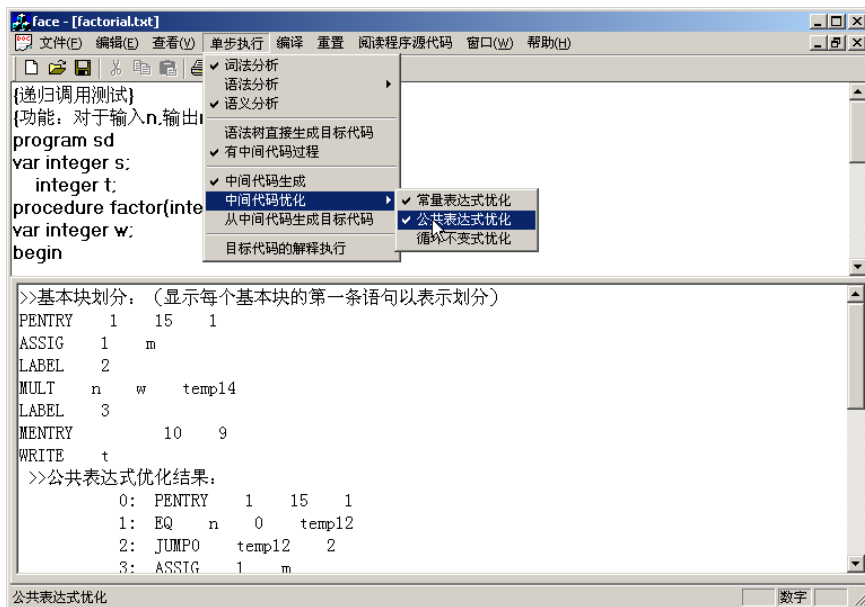 face - [factorial.txt]
文件(F) 编辑(E) 查看(V) 单步执行 编译 重置 阅读程序源代码 窗口(W) 帮助(H)
词法分析
语法分析
语义分析
语法树直接生成目标代码
有中间代码过程
中间代码生成
中间代码优化
从中间代码生成目标代码
目标代码的解释执行
常量表达式优化
公共表达式优化
循环不变式优化
{递归调用测试}
{功能：对于输入n,输出
program sd
var integer s;
integer t;
procedure factor(inte
var integer w;
begin
>>基本块划分：（显示每个基本块的第一条语句以表示划分）
PENTRY 1 15 1
ASSIG 1 m
LABEL 2
MULT n w temp14
LABEL 3
MENTRY 10 9
WRITE t
>>公共表达式优化结果：
0: PENTRY 1 15 1
1: EQ n 0 temp12
2: JUMP0 temp12 2
3: ASSIG 1 m
公共表达式优化 数字